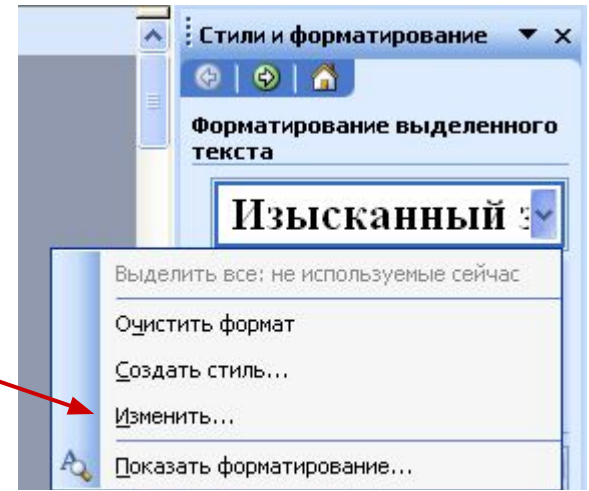 Стили и форматирование
Форматирование выделенного
текста
Изысканный
Выделить все: не используемые сейчас
Очистить формат
Создать стиль...
Изменить...
Показать форматирование...